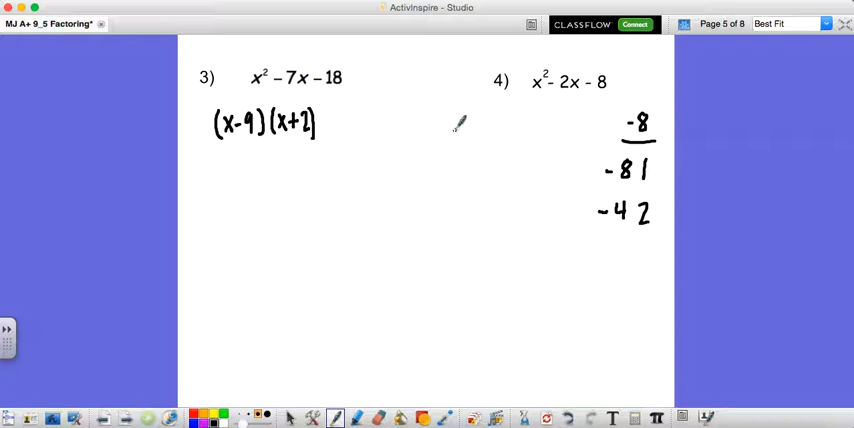 ActivInspire - Studio
MJ A+ 9_5 Factoring*
CLASSFLOW Connect
Page 5 of 8
Best Fit
3) x² – 7x – 18
(x-9)(x+2)
4) x² - 2x - 8
-8
-8 1
-4 2